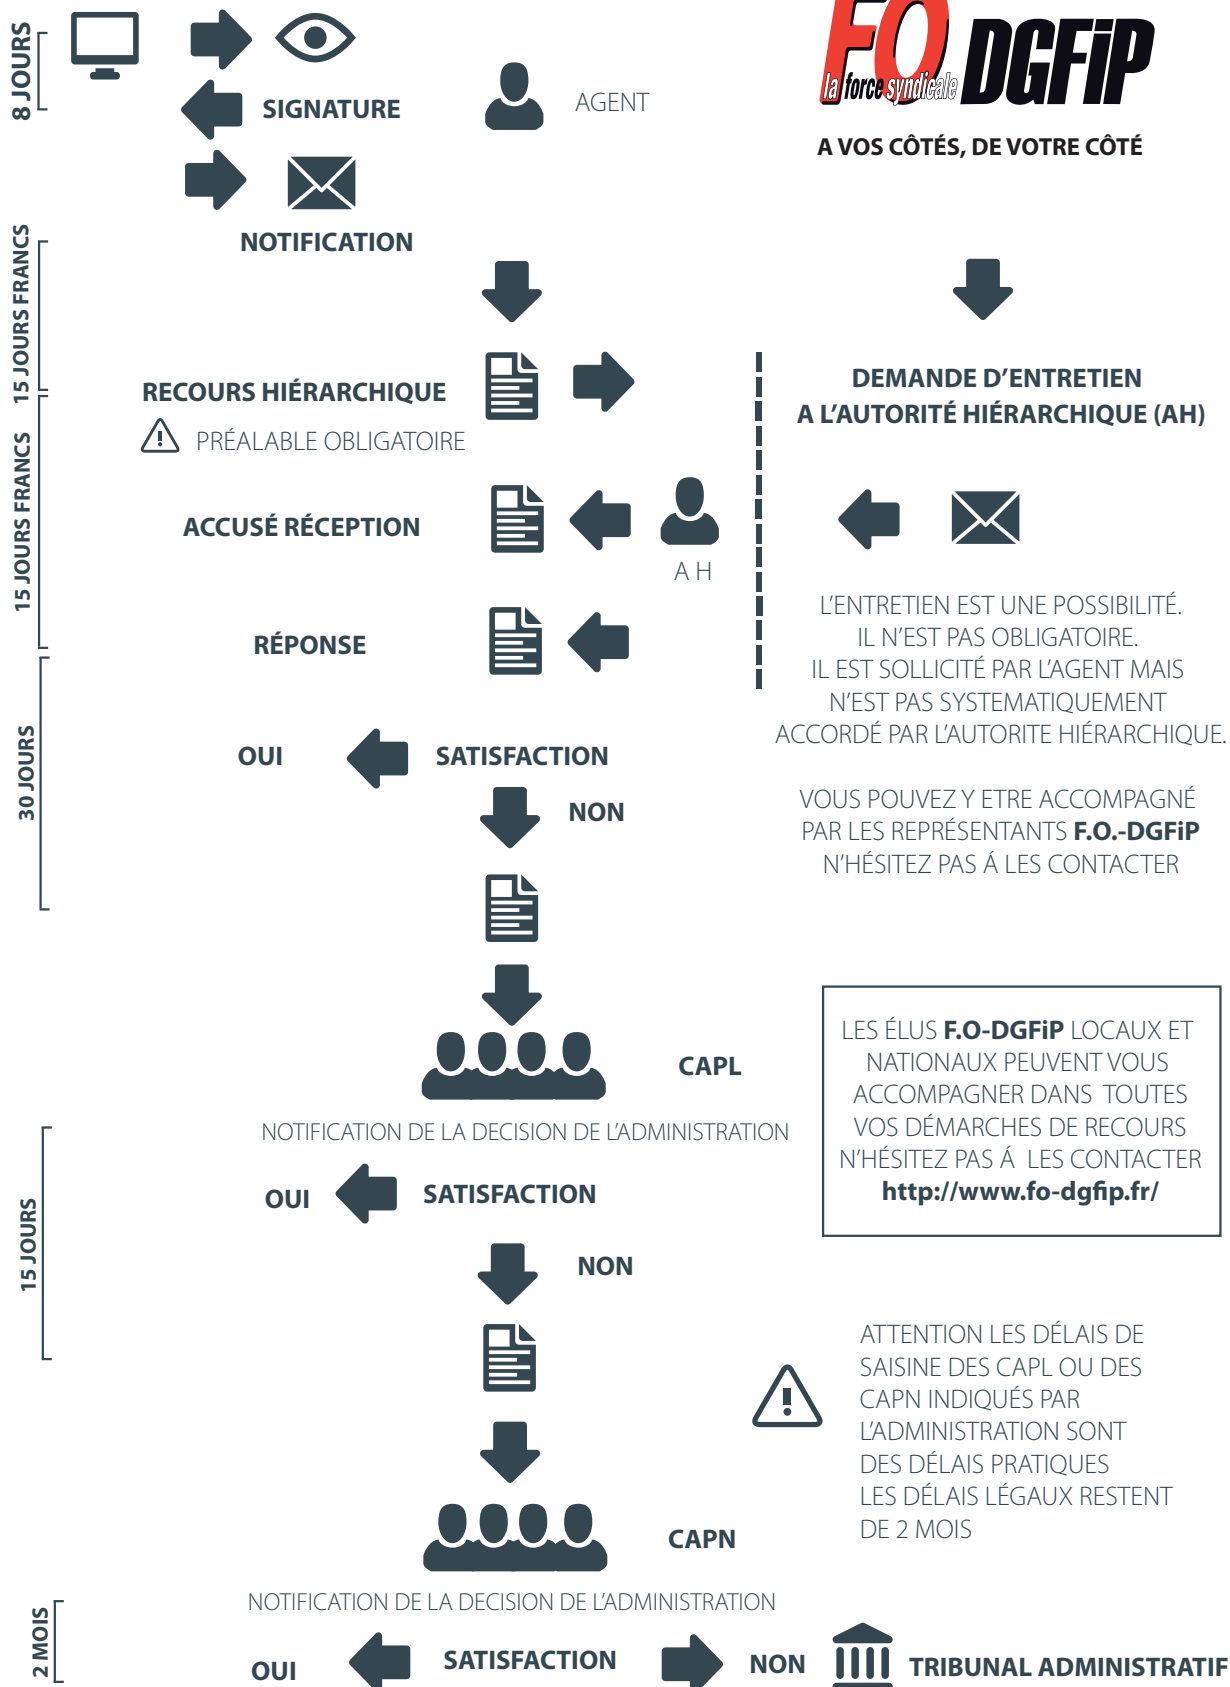 8 JOURS
SIGNATURE
AGENT
FO
la force syndicale
DGFiP
A VOS CÔTÉS, DE VOTRE CÔTÉ
NOTIFICATION
15 JOURS FRANCS
RECOURS HIÉRARCHIQUE
PRÉALABLE OBLIGATOIRE
DEMANDE D'ENTRETIEN
A L'AUTORITÉ HIÉRARCHIQUE (AH)
15 JOURS FRANCS
ACCUSÉ RÉCEPTION
A H
RÉPONSE
L'ENTRETIEN EST UNE POSSIBILITÉ.
IL N'EST PAS OBLIGATOIRE.
IL EST SOLLICITÉ PAR L'AGENT MAIS
N'EST PAS SYSTEMATIQUEMENT
ACCORDÉ PAR L'AUTORITE HIÉRARCHIQUE.
30 JOURS
OUI
SATISFACTION
NON
VOUS POUVEZ Y ETRE ACCOMPAGNÉ
PAR LES REPRÉSENTANTS F.O.-DGFiP
N'HÉSITEZ PAS Á LES CONTACTER
CAPL
LES ÉLUS F.O-DGFiP LOCAUX ET
NATIONAUX PEUVENT VOUS
ACCOMPAGNER DANS TOUTES
VOS DÉMARCHES DE RECOURS
N'HÉSITEZ PAS Á LES CONTACTER
http://www.fo-dgfip.fr/
NOTIFICATION DE LA DECISION DE L'ADMINISTRATION
15 JOURS
OUI
SATISFACTION
NON
ATTENTION LES DÉLAIS DE
SAISINE DES CAPL OU DES
CAPN INDIQUÉS PAR
L'ADMINISTRATION SONT
DES DÉLAIS PRATIQUES
LES DÉLAIS LÉGAUX RESTENT
DE 2 MOIS
CAPN
NOTIFICATION DE LA DECISION DE L'ADMINISTRATION
2 MOIS
OUI
SATISFACTION
NON
TRIBUNAL ADMINISTRATIF